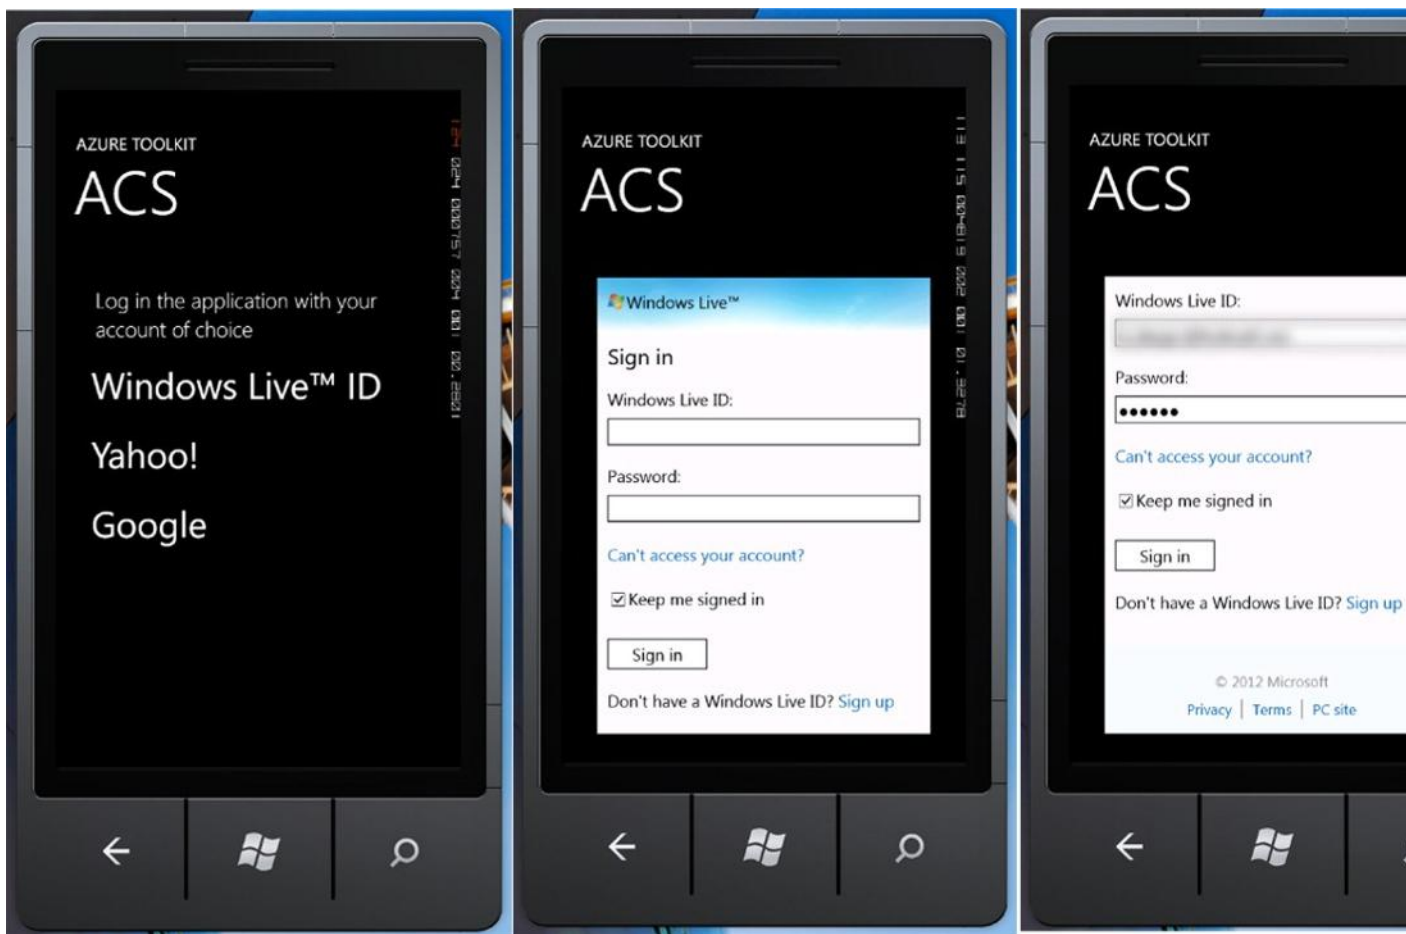 AZURE TOOLKIT
ACS
Log in the application with your
account of choice
Windows Live™ ID
Yahoo!
Google
AZURE TOOLKIT
ACS
Windows Live™
Sign in
Windows Live ID:
Password:
Can't access your account?
Keep me signed in
Sign in
Don't have a Windows Live ID? Sign up
AZURE TOOLKIT
ACS
Windows Live ID:
Password:
Can't access your account?
Keep me signed in
Sign in
Don't have a Windows Live ID? Sign up
© 2012 Microsoft
Privacy | Terms | PC site